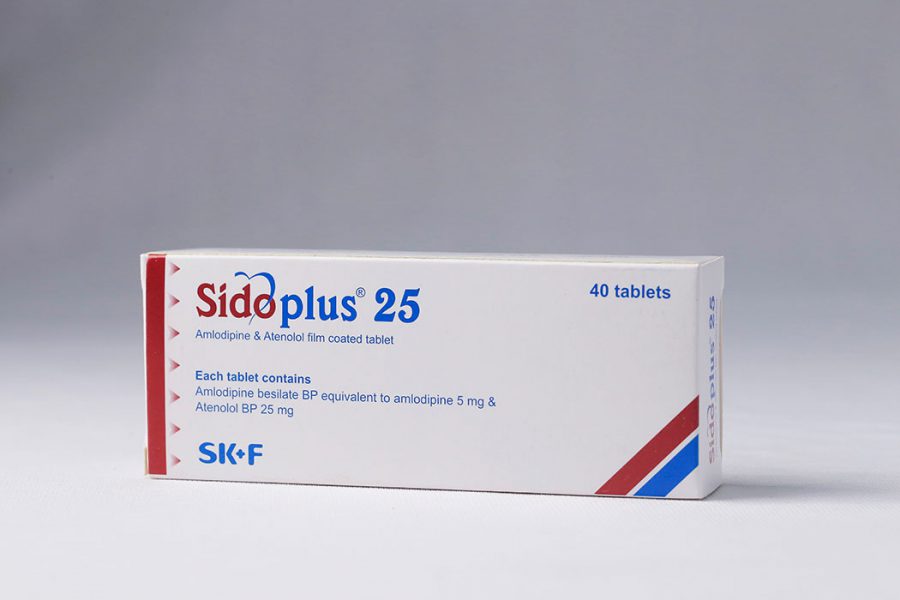 Sidoplus® 25
40 tablets
Amlodipine & Atenolol film coated tablet
Each tablet contains
Amlodipine besilate BP equivalent to amlodipine 5 mg &
Atenolol BP 25 mg
SK+F
Sidoplus® 25